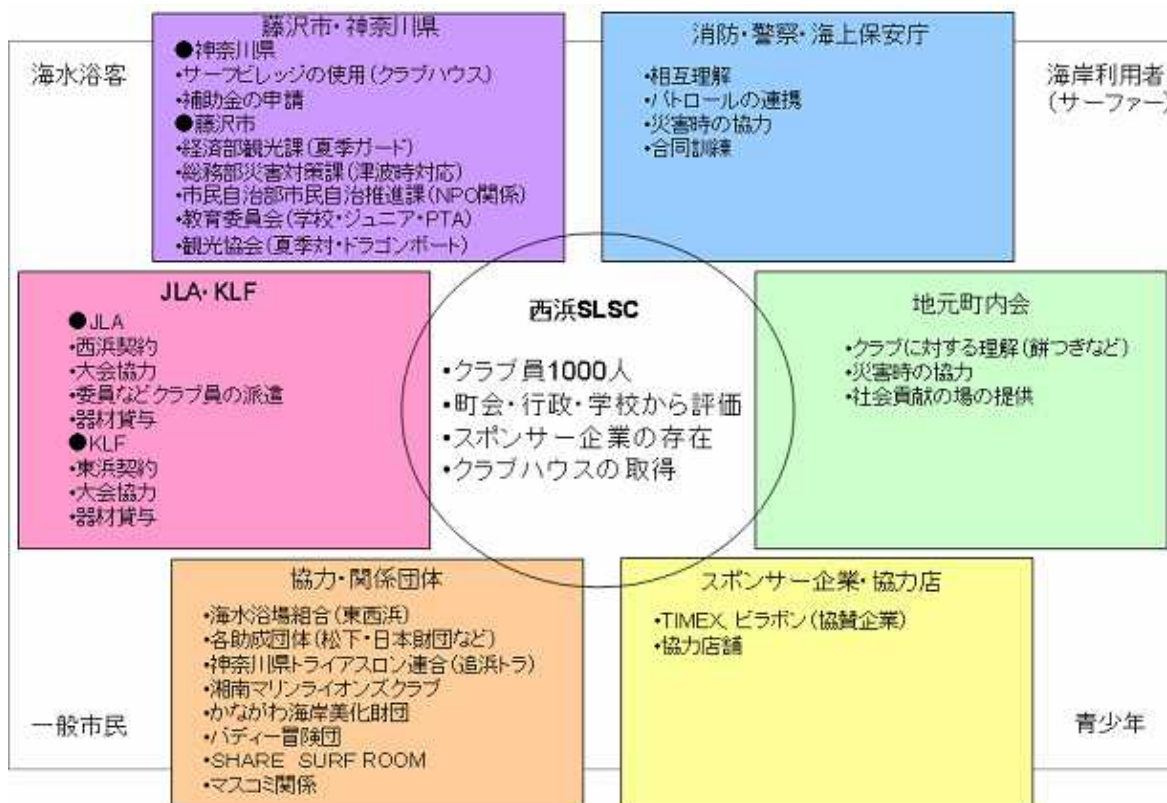 藤沢市・神奈川県
●神奈川県
•サーフビレッジの使用(クラブハウス)
•補助金の申請
●藤沢市
•経済部観光課(夏季ガード)
•総務部災害対策課(津波時対応)
•市民自治部市民自治推進課(NPO関係)
•教育委員会(学校・ジュニア・PTA)
•観光協会(夏季対・ドラゴンボート)
消防・警察・海上保安庁
•相互理解
•パトロールの連携
•災害時の協力
•合同訓練
海水浴客
海岸利用者
(サーファー)
JLA・KLF
●JLA
•西浜契約
•大会協力
•委員などクラブ員の派遣
•器材貸与
●KLF
•東浜契約
•大会協力
•器材貸与
西浜SLSC
•クラブ員1000人
•町会・行政・学校から評価
•スポンサー企業の存在
•クラブハウスの取得
地元町内会
•クラブに対する理解(餅つきなど)
•災害時の協力
•社会貢献の場の提供
協力・関係団体
•海水浴場組合(東西浜)
•各助成団体(松下・日本財団など)
•神奈川県トライアスロン連合(追浜トラ)
•湘南マリンライオンズクラブ
•かながわ海岸美化財団
•バディー冒険団
•SHARE SURF ROOM
•マスコミ関係
スポンサー企業・協力店
•TIMEX、ビラボン(協賛企業)
•協力店舗
一般市民
青少年